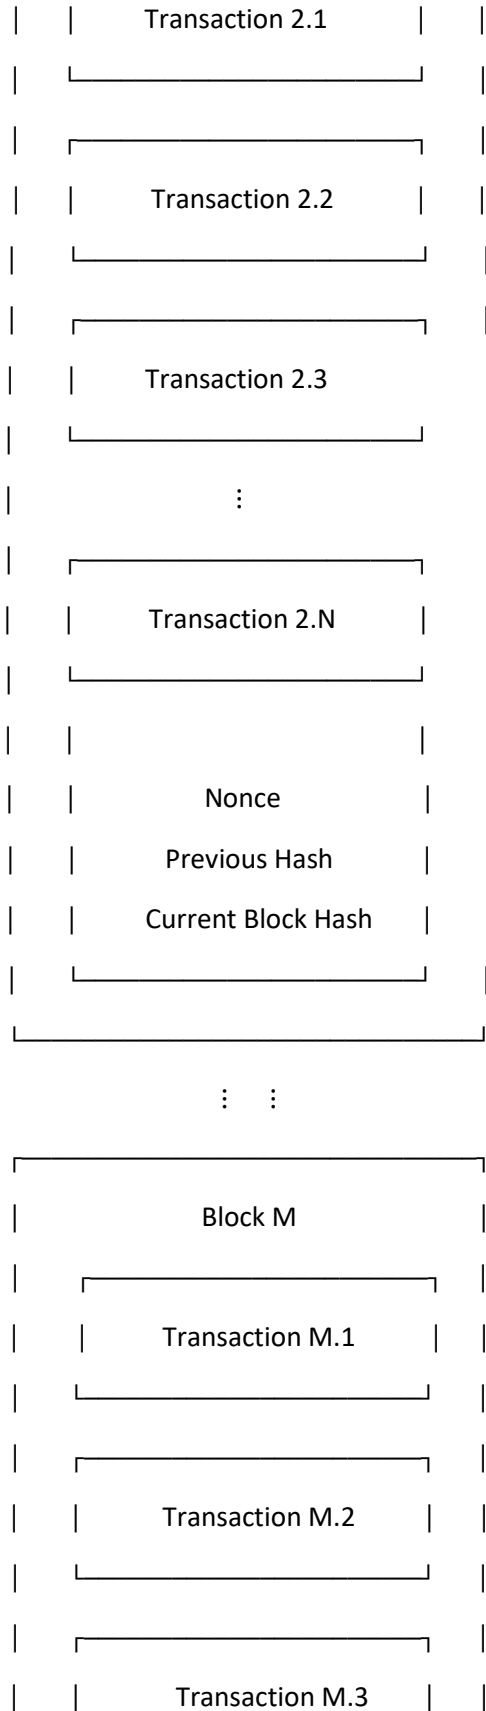 Transaction 2.1
Transaction 2.2
Transaction 2.3
⋮
Transaction 2.N
Nonce
Previous Hash
Current Block Hash
⋮ ⋮
Block M
Transaction M.1
Transaction M.2
Transaction M.3